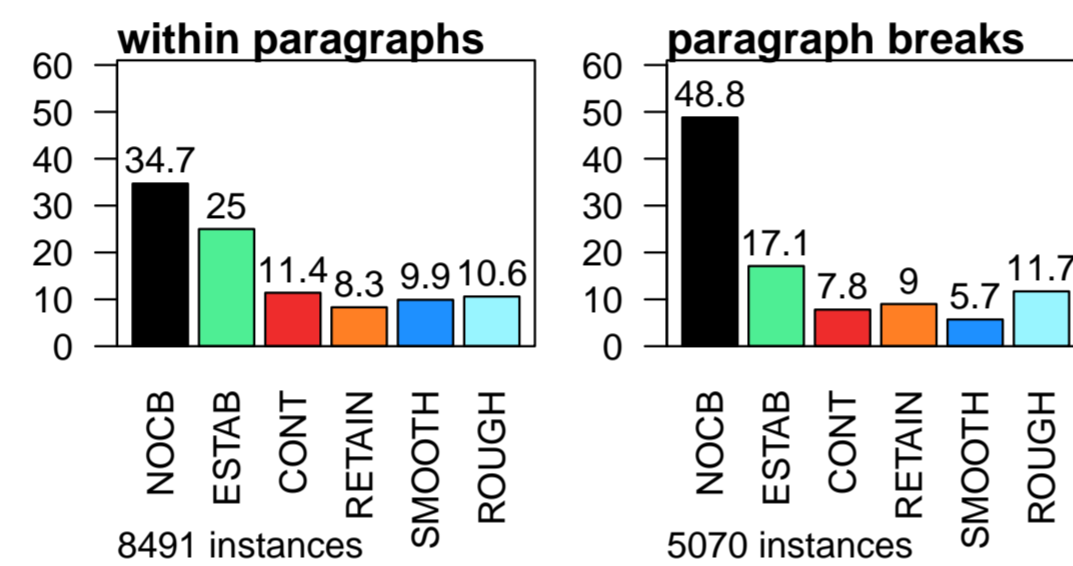 within paragraphs
60
50
40
30
20
10
0
34.7
25
11.4
8.3
9.9
10.6
NOCB
ESTAB
CONT
RETAIN
SMOOTH
ROUGH
8491 instances
paragraph breaks
60
50
40
30
20
10
0
48.8
17.1
7.8
9
5.7
11.7
NOCB
ESTAB
CONT
RETAIN
SMOOTH
ROUGH
5070 instances